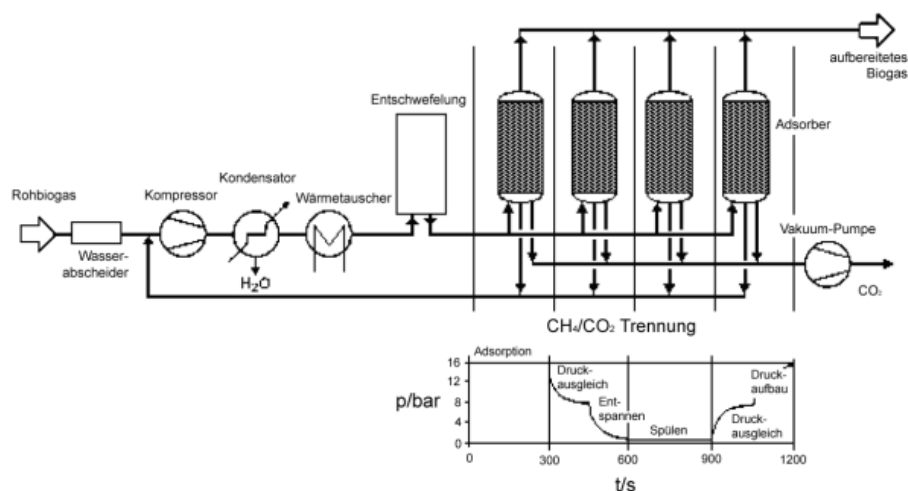 aufbereitetes
Biogas
Entschwefelung
Adsorber
Kondensator
Kompressor
Wärmetauscher
Rohbiogas
Vakuum-Pumpe
Wasser-
abscheider
H₂O
CO₂
CH₄/CO₂ Trennung
Adsorption
16
12
8
4
0
p/bar
Druck-
ausgleich
Ent-
spannen
Spülen
Druck-
aufbau
Druck-
ausgleich
0
300
600
900
1200
t/s